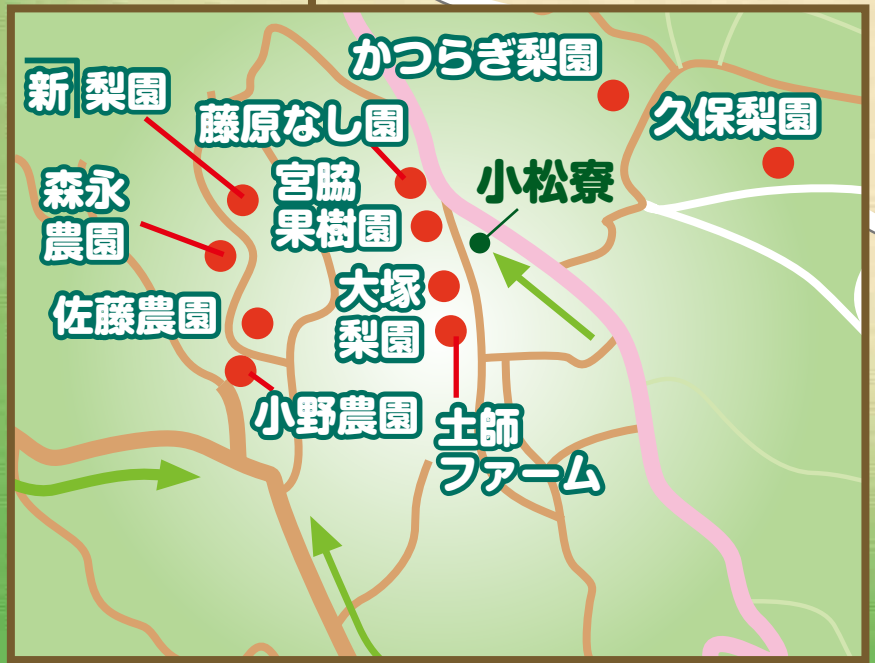 かつらぎ梨園
新 梨園
久保梨園
藤原なし園
宮脇
果樹園
小松寮
森永
農園
大塚
梨園
佐藤農園
小野農園
土師
ファーム